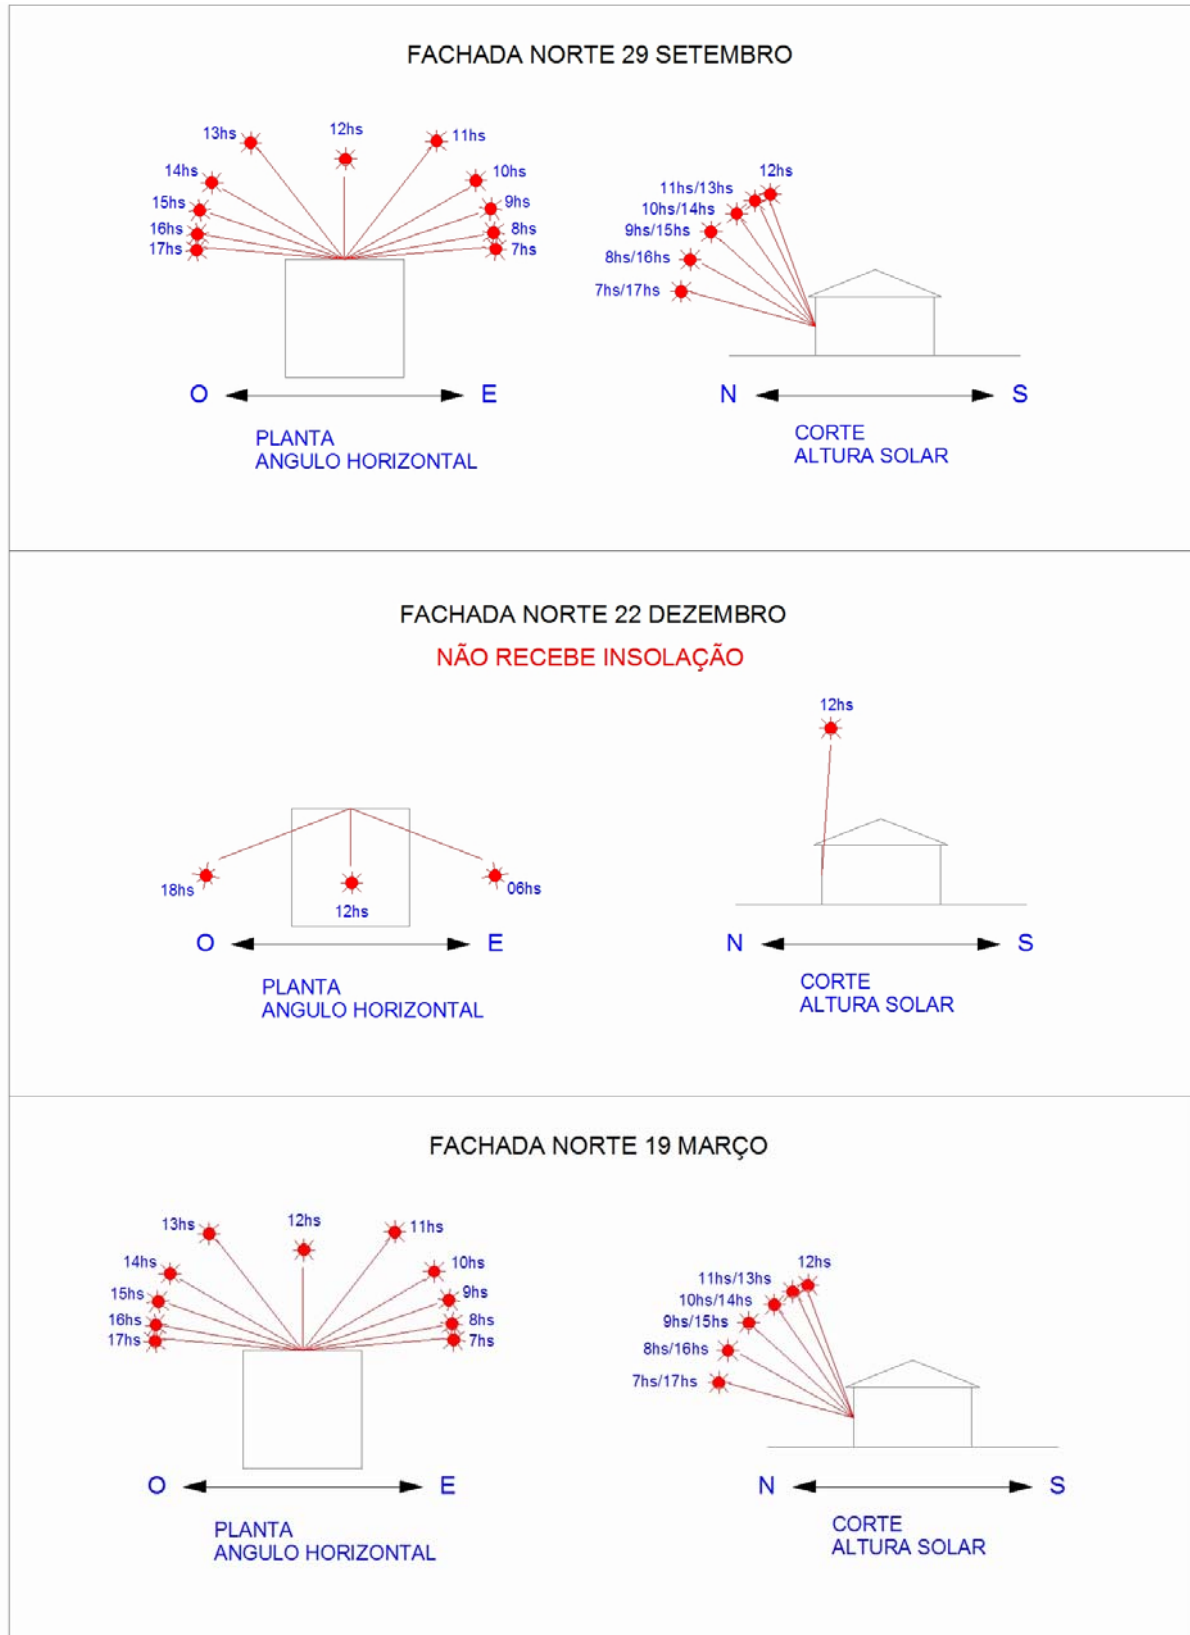 FACHADA NORTE 29 SETEMBRO
13hs
12hs
11hs
14hs
10hs
15hs
9hs
16hs
8hs
17hs
7hs
O
E
PLANTA
ANGULO HORIZONTAL
12hs
11hs/13hs
10hs/14hs
9hs/15hs
8hs/16hs
7hs/17hs
N
S
CORTE
ALTURA SOLAR
FACHADA NORTE 22 DEZEMBRO
NÃO RECEBE INSOLAÇÃO
18hs
12hs
06hs
O
E
PLANTA
ANGULO HORIZONTAL
12hs
N
S
CORTE
ALTURA SOLAR
FACHADA NORTE 19 MARÇO
13hs
12hs
11hs
14hs
10hs
15hs
9hs
16hs
8hs
17hs
7hs
O
E
PLANTA
ANGULO HORIZONTAL
12hs
11hs/13hs
10hs/14hs
9hs/15hs
8hs/16hs
7hs/17hs
N
S
CORTE
ALTURA SOLAR